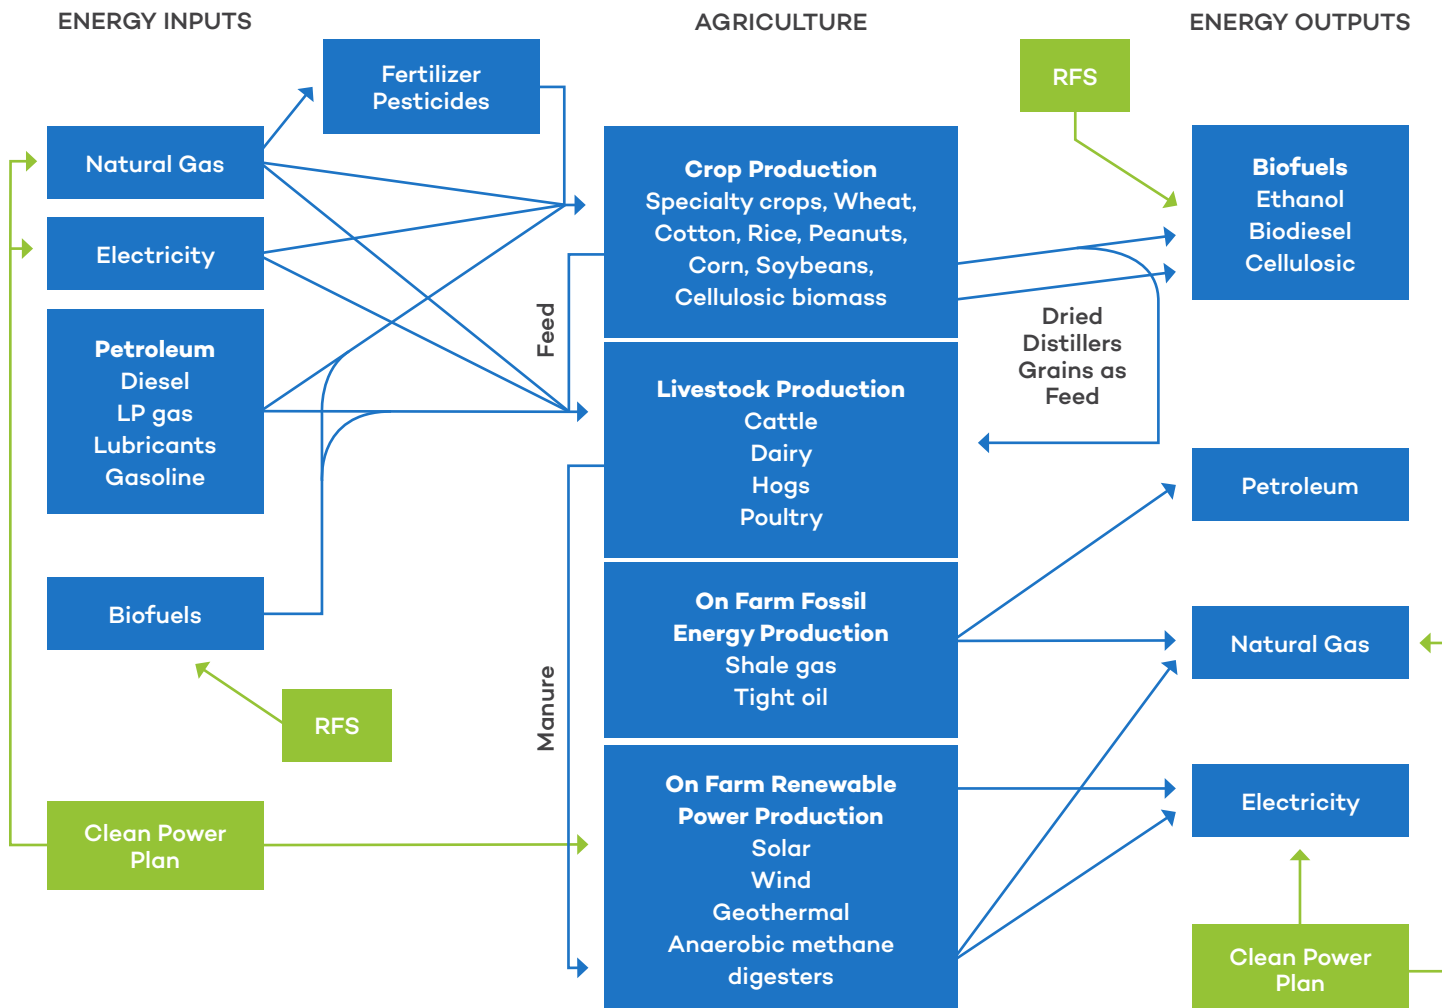 ENERGY INPUTS
AGRICULTURE
ENERGY OUTPUTS
Fertilizer
Pesticides
Natural Gas
Electricity
Petroleum
Diesel
LP gas
Lubricants
Gasoline
Biofuels
RFS
Clean Power
Plan
Feed
Manure
Crop Production
Specialty crops, Wheat,
Cotton, Rice, Peanuts,
Corn, Soybeans,
Cellulosic biomass
Livestock Production
Cattle
Dairy
Hogs
Poultry
On Farm Fossil
Energy Production
Shale gas
Tight oil
On Farm Renewable
Power Production
Solar
Wind
Geothermal
Anaerobic methane
digesters
RFS
Biofuels
Ethanol
Biodiesel
Cellulosic
Dried
Distillers
Grains as
Feed
Petroleum
Natural Gas
Electricity
Clean Power
Plan